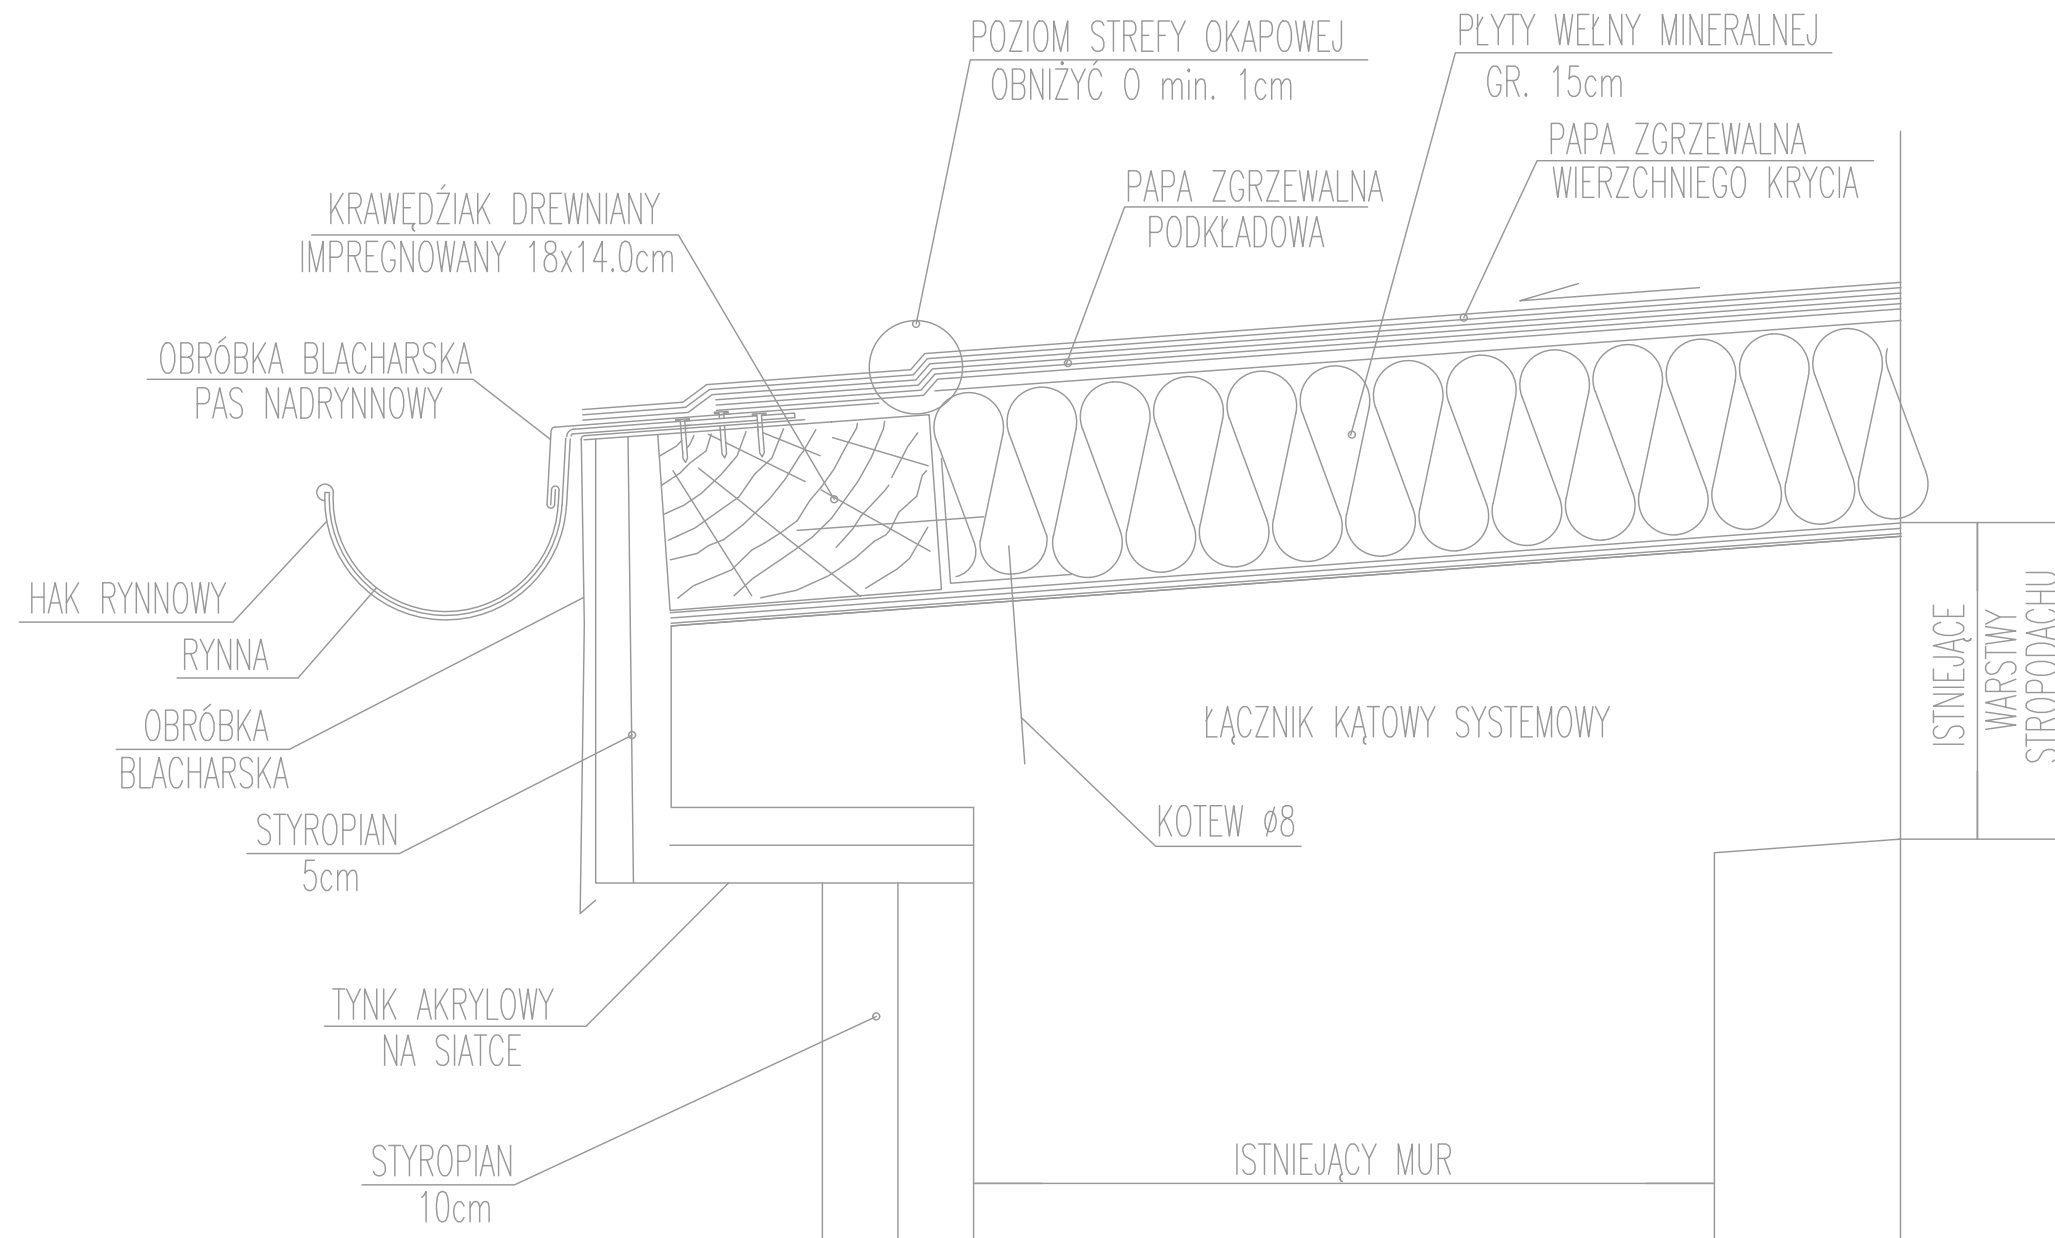 POZIOM STREFY OKAPOWEJ
OBNIŻYĆ O min. 1cm
PŁYTY WEŁNY MINERALNEJ
GR. 15cm
PAPA ZGRZEWALNA
WIERZCHNIEGO KRYCIA
PAPA ZGRZEWALNA
PODKŁADOWA
KRAWĘDŹIAK DREWNIANY
IMPREGNOWANY 18x14.0cm
OBRÓBKA BLACHARSKA
PAS NADRYNNOWY
HAK RYNNOWY
RYNNA
OBRÓBKA
BLACHARSKA
STYROPIAN
5cm
ŁĄCZNIK KĄTOWY SYSTEMOWY
KOTEW ø8
ISTNIEJĄCE
WARSTWY
STROPODACHU
TYNK AKRYLOWY
NA SIATCE
STYROPIAN
10cm
ISTNIEJĄCY MUR